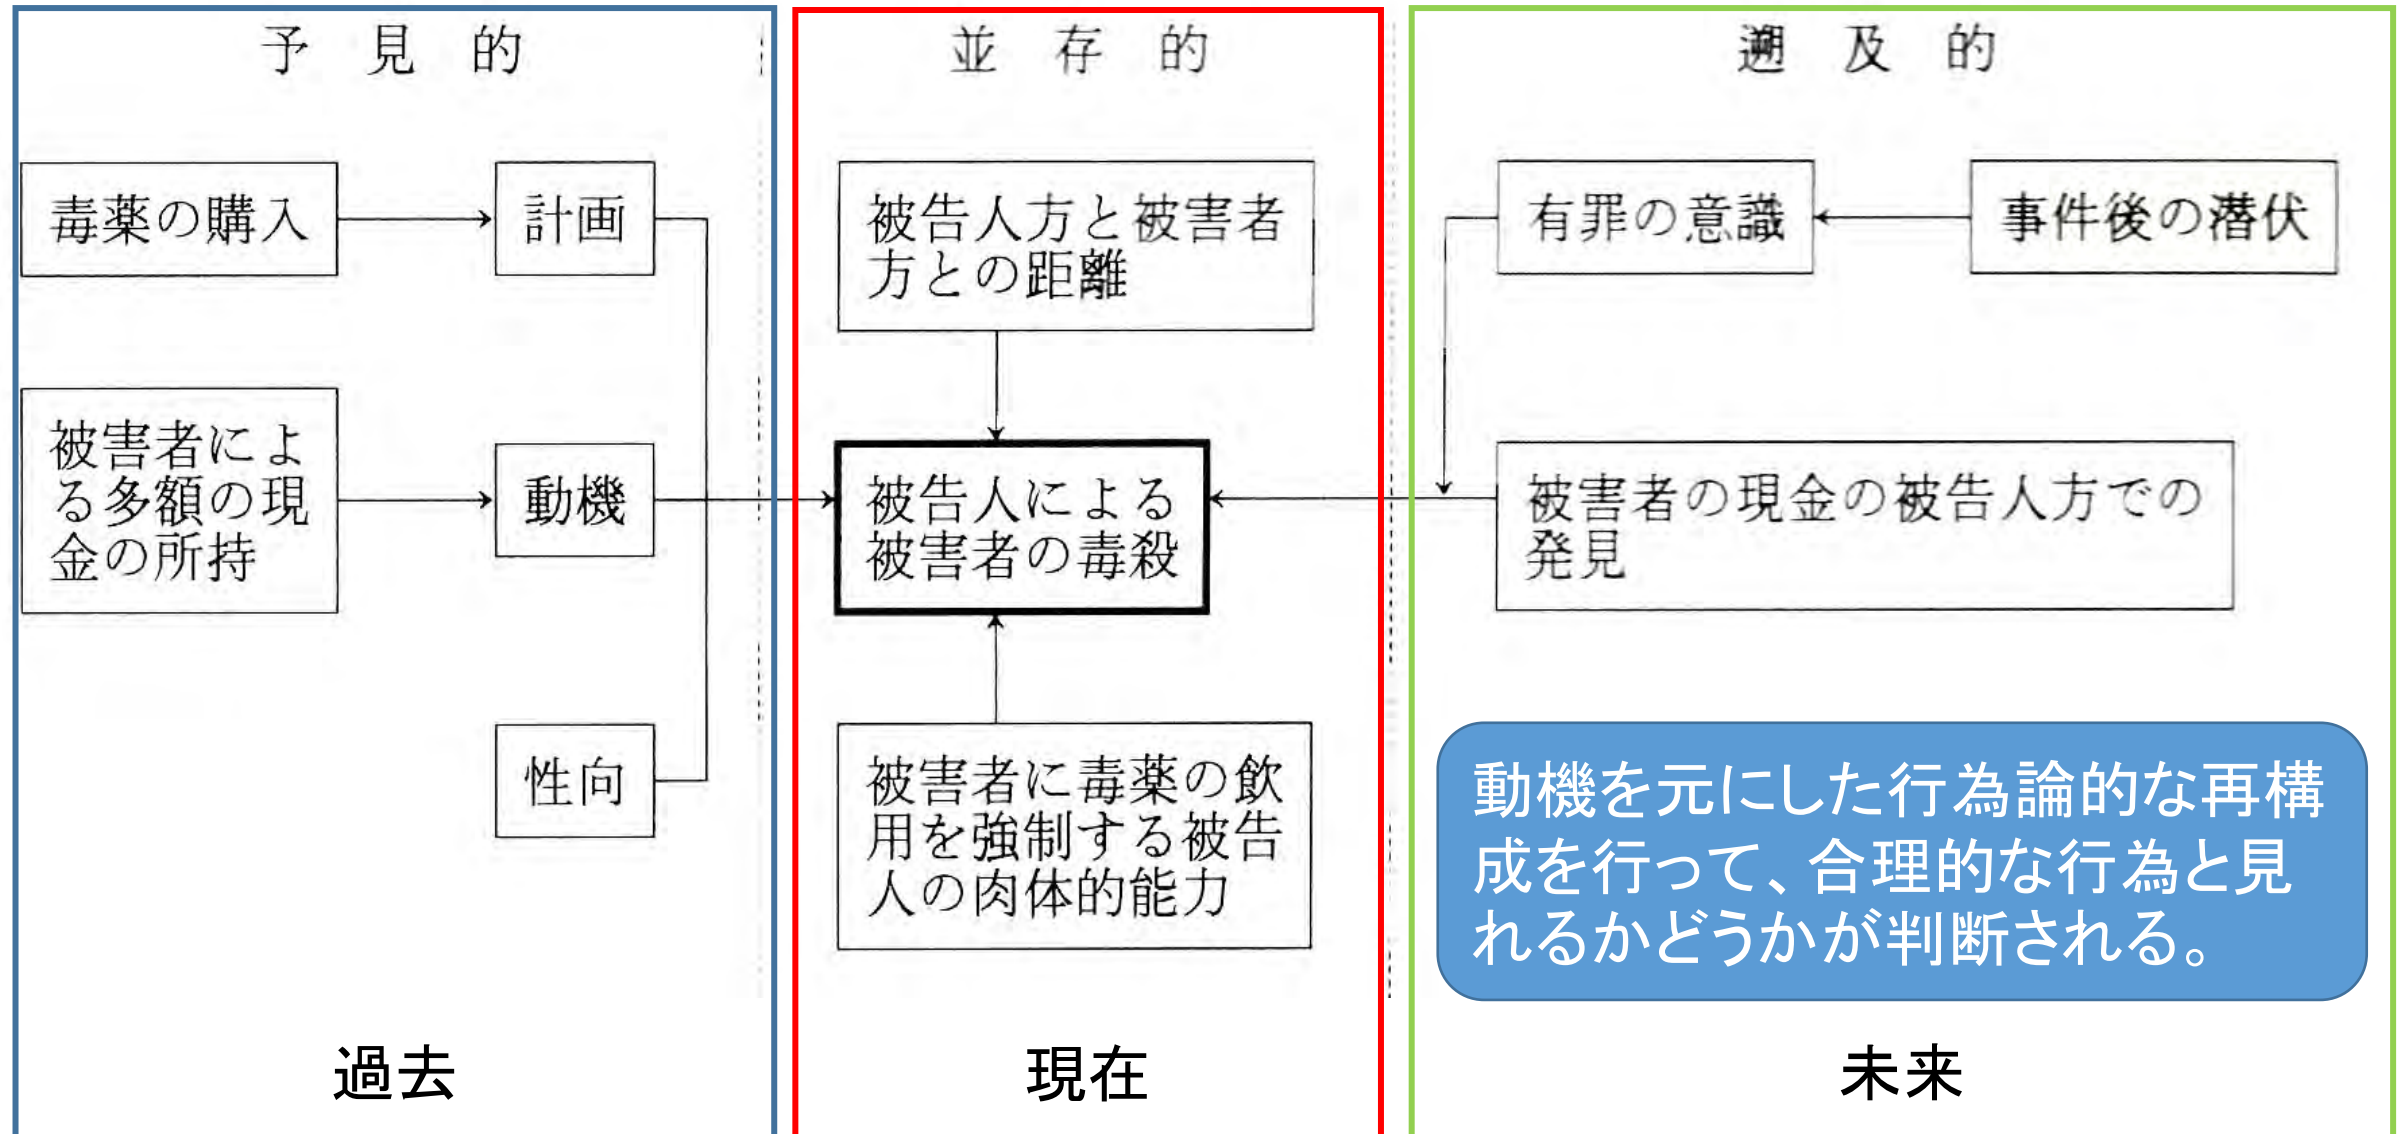 予見的
毒薬の購入
計画
被害者によ
る多額の現
金の所持
動機
性向
過去
並存的
被告人方と被害者
方との距離
被告人による
被害者の毒殺
被害者に毒薬の飲
用を強制する被告
人の肉体的能力
現在
遡及的
有罪の意識
事件後の潜伏
被害者の現金の被告人方での
発見
動機を元にした行為論的な再構
成を行って、合理的な行為と見
れるかどうかが判断される。
未来